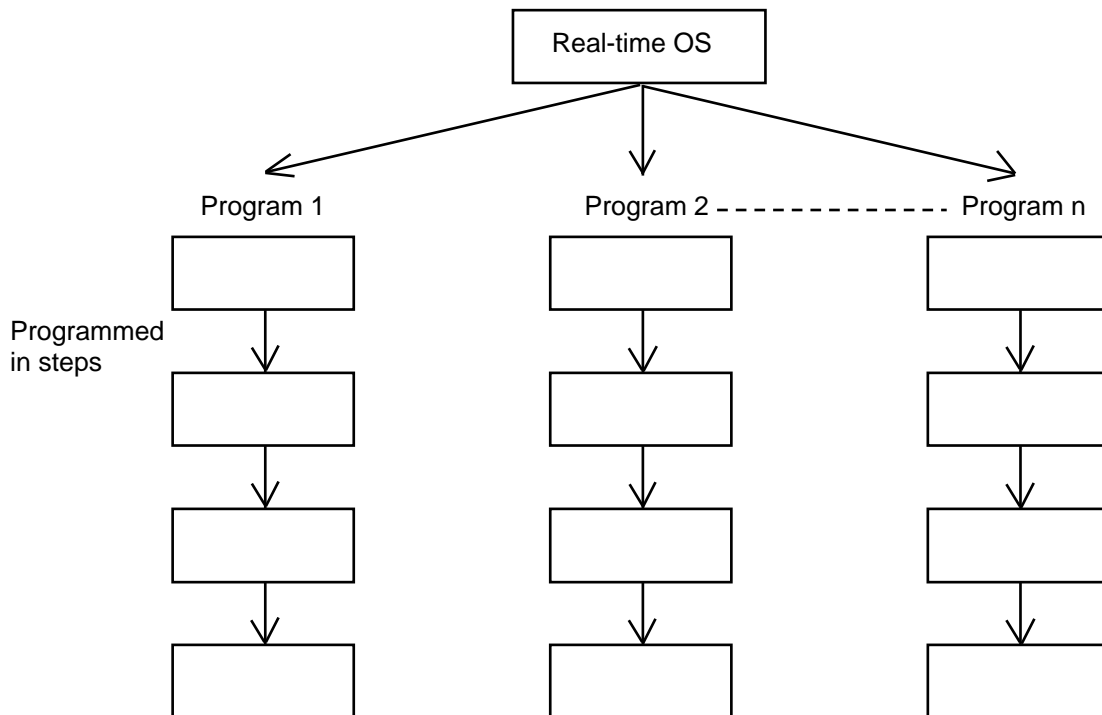 Real-time OS
Program 1
Program 2
Program n
Programmed
in steps